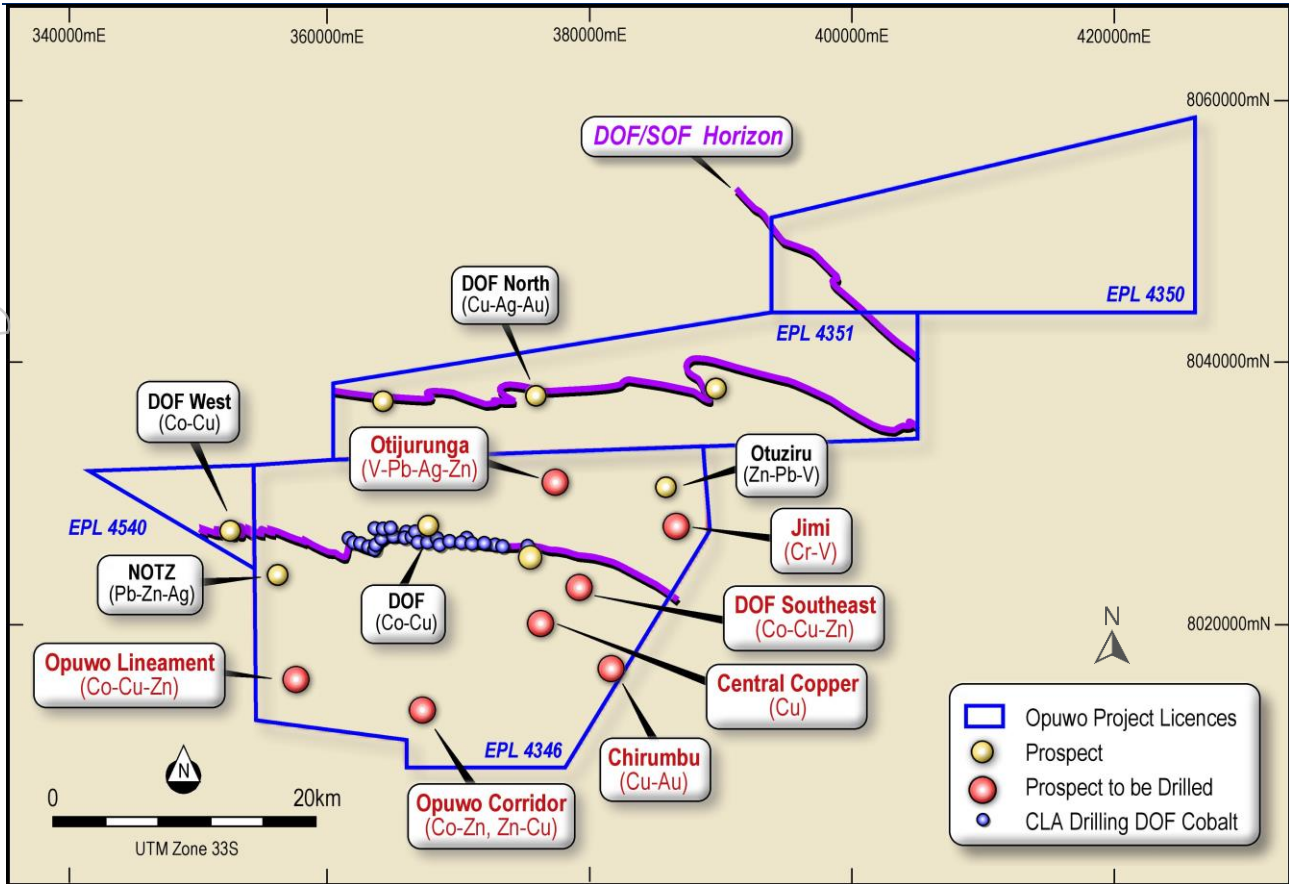 340000mE
360000mE
380000mE
400000mE
420000mE
8060000mN
DOF/SOF Horizon
DOF North
(Cu-Ag-Au)
EPL 4350
EPL 4351
8040000mN
DOF West
(Co-Cu)
Otijurunga
(V-Pb-Ag-Zn)
Otuziru
(Zn-Pb-V)
EPL 4540
Jimi
(Cr-V)
NOTZ
(Pb-Zn-Ag)
DOF
(Co-Cu)
DOF Southeast
(Co-Cu-Zn)
N
8020000mN
Opuwo Lineament
(Co-Cu-Zn)
Central Copper
(Cu)
EPL 4346
Chirumbu
(Cu-Au)
Opuwo Corridor
(Co-Zn, Zn-Cu)
N
0 20km
UTM Zone 33S
Opuwo Project Licences
Prospect
Prospect to be Drilled
CLA Drilling DOF Cobalt